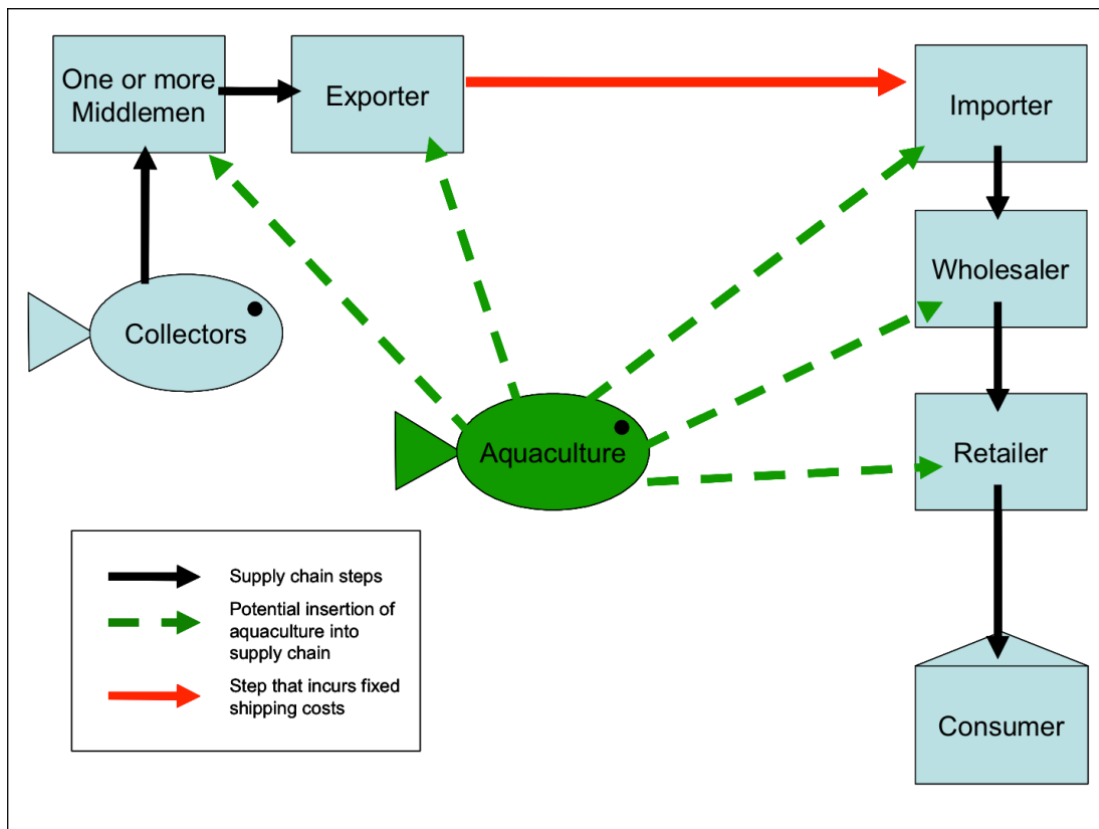 One or more
Middlemen
Exporter
Importer
Wholesaler
Collectors
Aquaculture
Retailer
Supply chain steps
Potential insertion of
aquaculture into
supply chain
Step that incurs fixed
shipping costs
Consumer